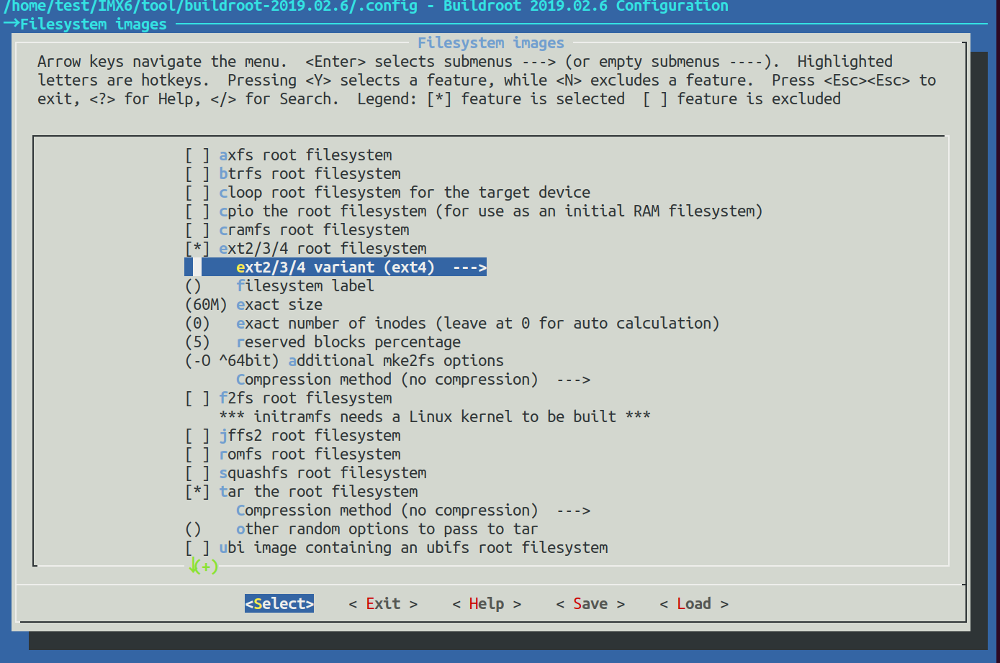 /home/test/IMX6/tool/buildroot-2019.02.6/.config - Buildroot 2019.02.6 Configuration
→Filesystem images
Filesystem images
Arrow keys navigate the menu.  <Enter> selects submenus ---> (or empty submenus ----).  Highlighted
letters are hotkeys.  Pressing <Y> selects a feature, while <N> excludes a feature.  Press <Esc><Esc> to
exit, <?> for Help, </> for Search.  Legend: [*] feature is selected  [ ] feature is excluded
[ ] axfs root filesystem
[ ] btrfs root filesystem
[ ] cloop root filesystem for the target device
[ ] cpio the root filesystem (for use as an initial RAM filesystem)
[ ] cramfs root filesystem
[*] ext2/3/4 root filesystem
ext2/3/4 variant (ext4)  --->
()    filesystem label
(60M) exact size
(0)   exact number of inodes (leave at 0 for auto calculation)
(5)   reserved blocks percentage
(-O ^64bit) additional mke2fs options
Compression method (no compression)  --->
[ ] f2fs root filesystem
*** initramfs needs a Linux kernel to be built ***
[ ] jffs2 root filesystem
[ ] romfs root filesystem
[ ] squashfs root filesystem
[*] tar the root filesystem
Compression method (no compression)  --->
()    other random options to pass to tar
[ ] ubi image containing an ubifs root filesystem
↓(+)
<Select>    < Exit >    < Help >    < Save >    < Load >